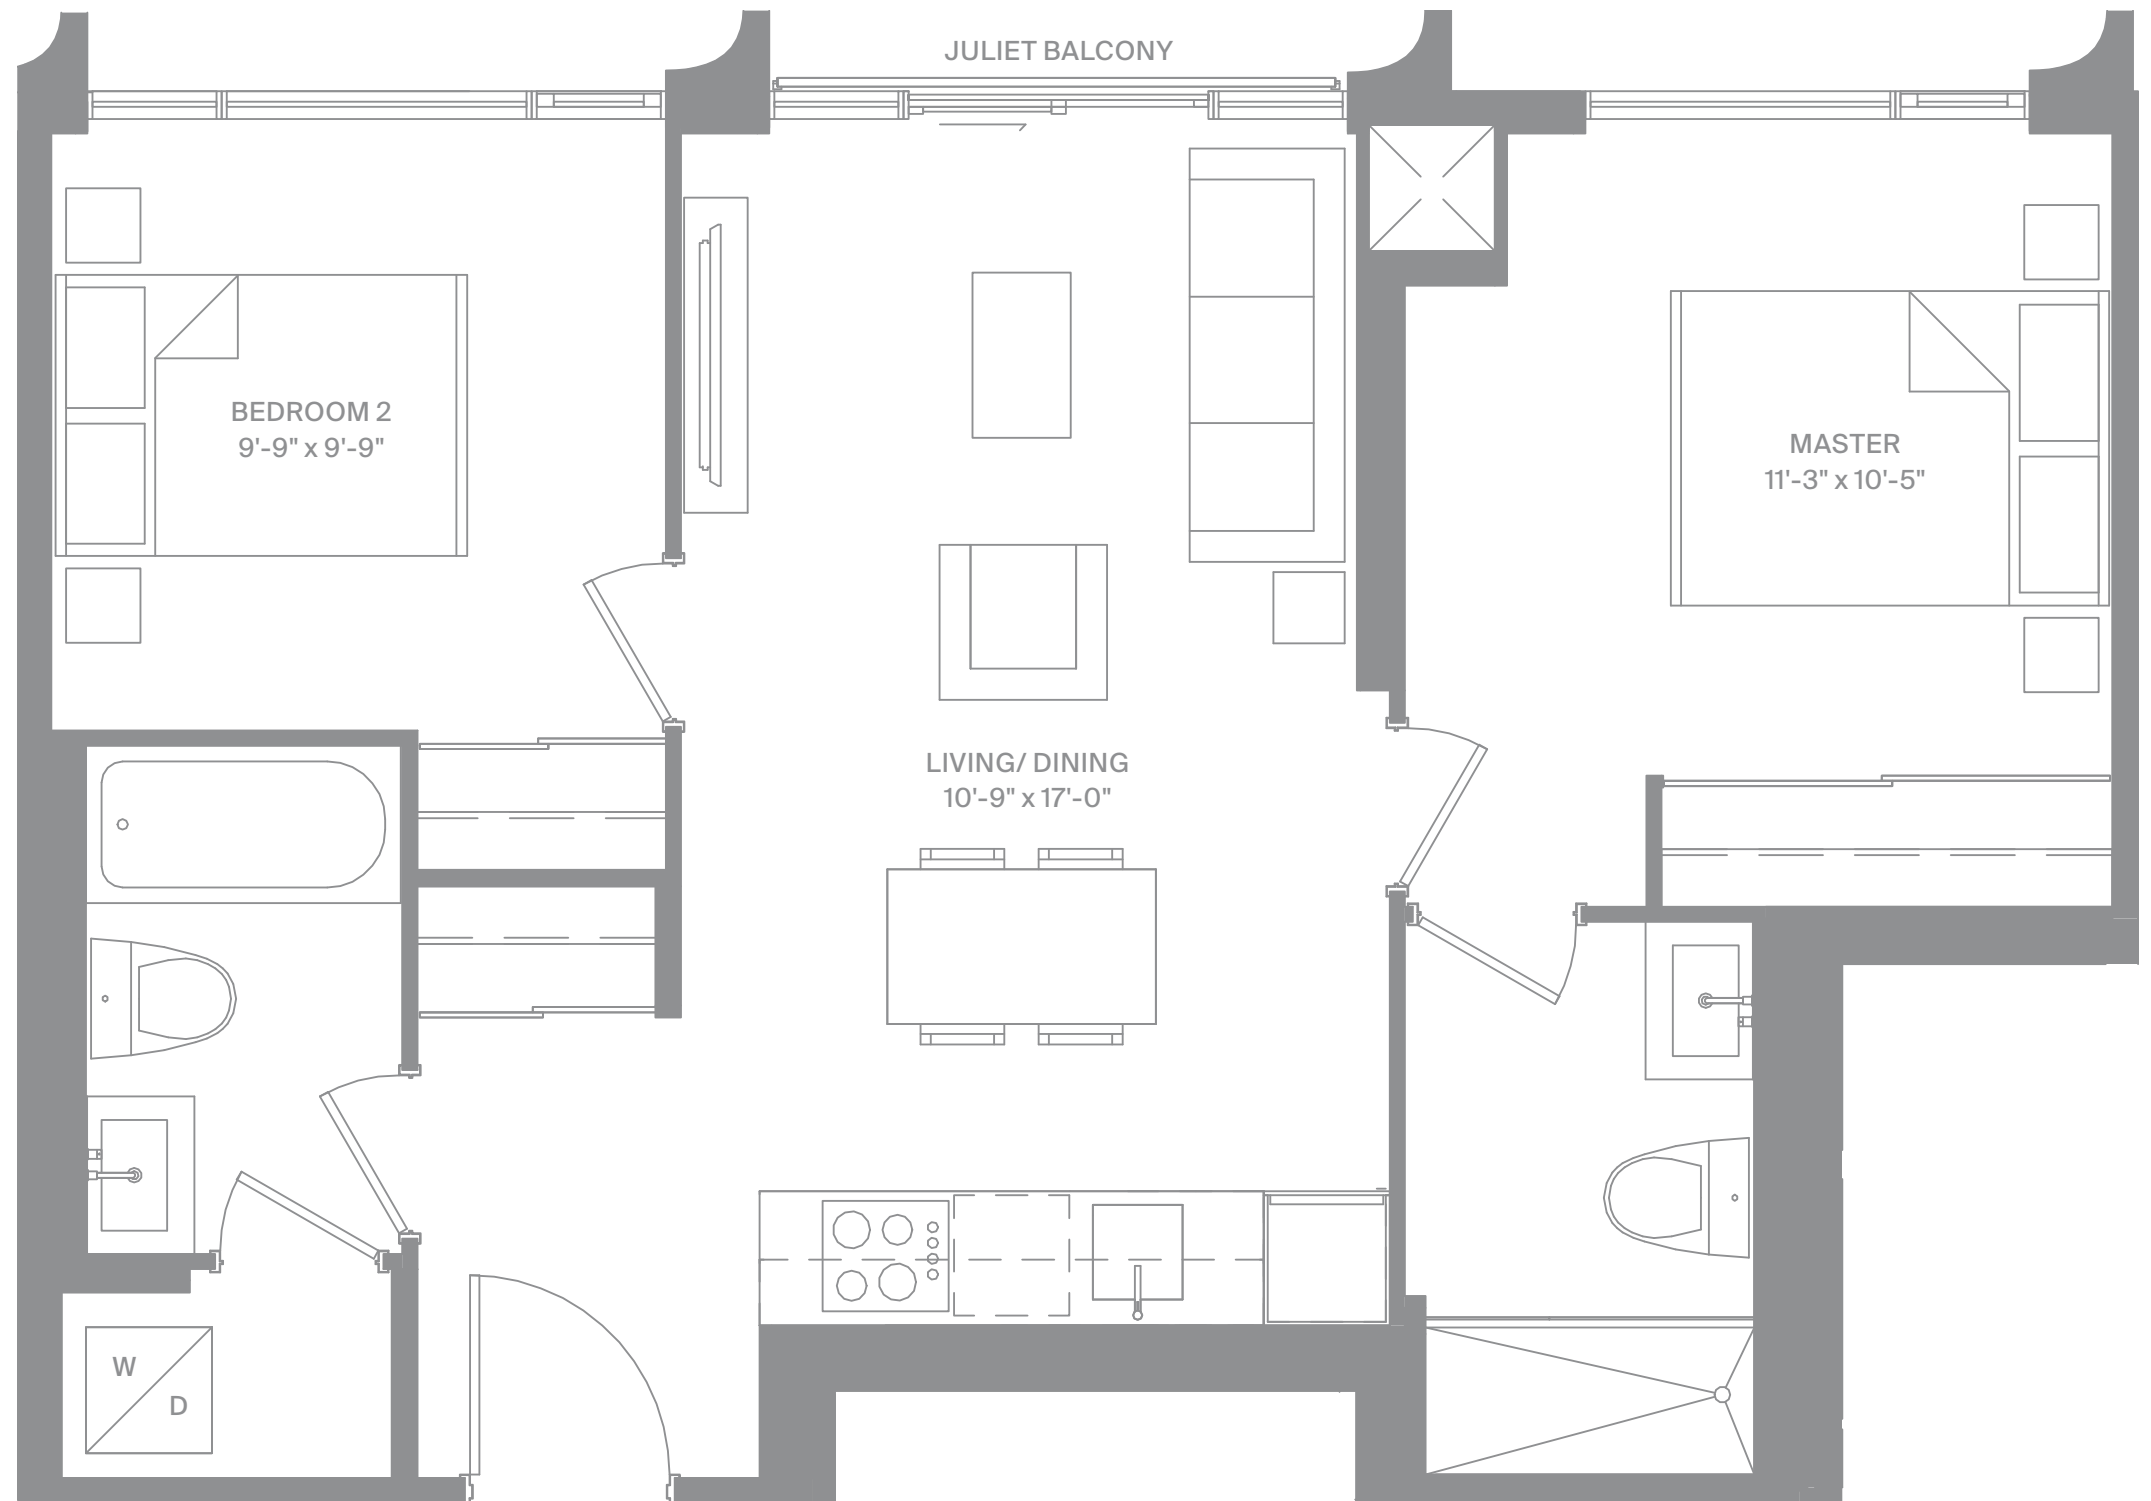 JULIET BALCONY
BEDROOM 2
9'-9" x 9'-9"
MASTER
11'-3" x 10'-5"
LIVING/ DINING
10'-9" x 17'-0"
W
D